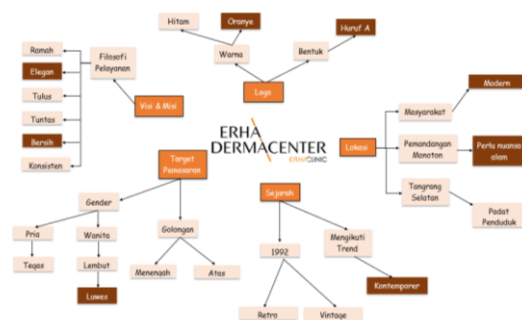 Hitam
Oranye
Huruf A
Warna
Bentuk
Logo
Ramah
Elegan
Tulus
Tuntas
Bersih
Konsisten
Filosofi
Pelayanan
Visi & Misi
ERHA
DERMACENTER
ERHACLINIC
Lokasi
Masyarakat
Modern
Pemandangan
Monoton
Perlu nuansa
alam
Tangrang
Selatan
Padat
Penduduk
Target
Pemasaran
Gender
Pria
Wanita
Tegas
Lembut
Luwes
Golongan
Menengah
Atas
Sejarah
1992
Mengikuti
Trend
Retro
Vintage
Kontemporer